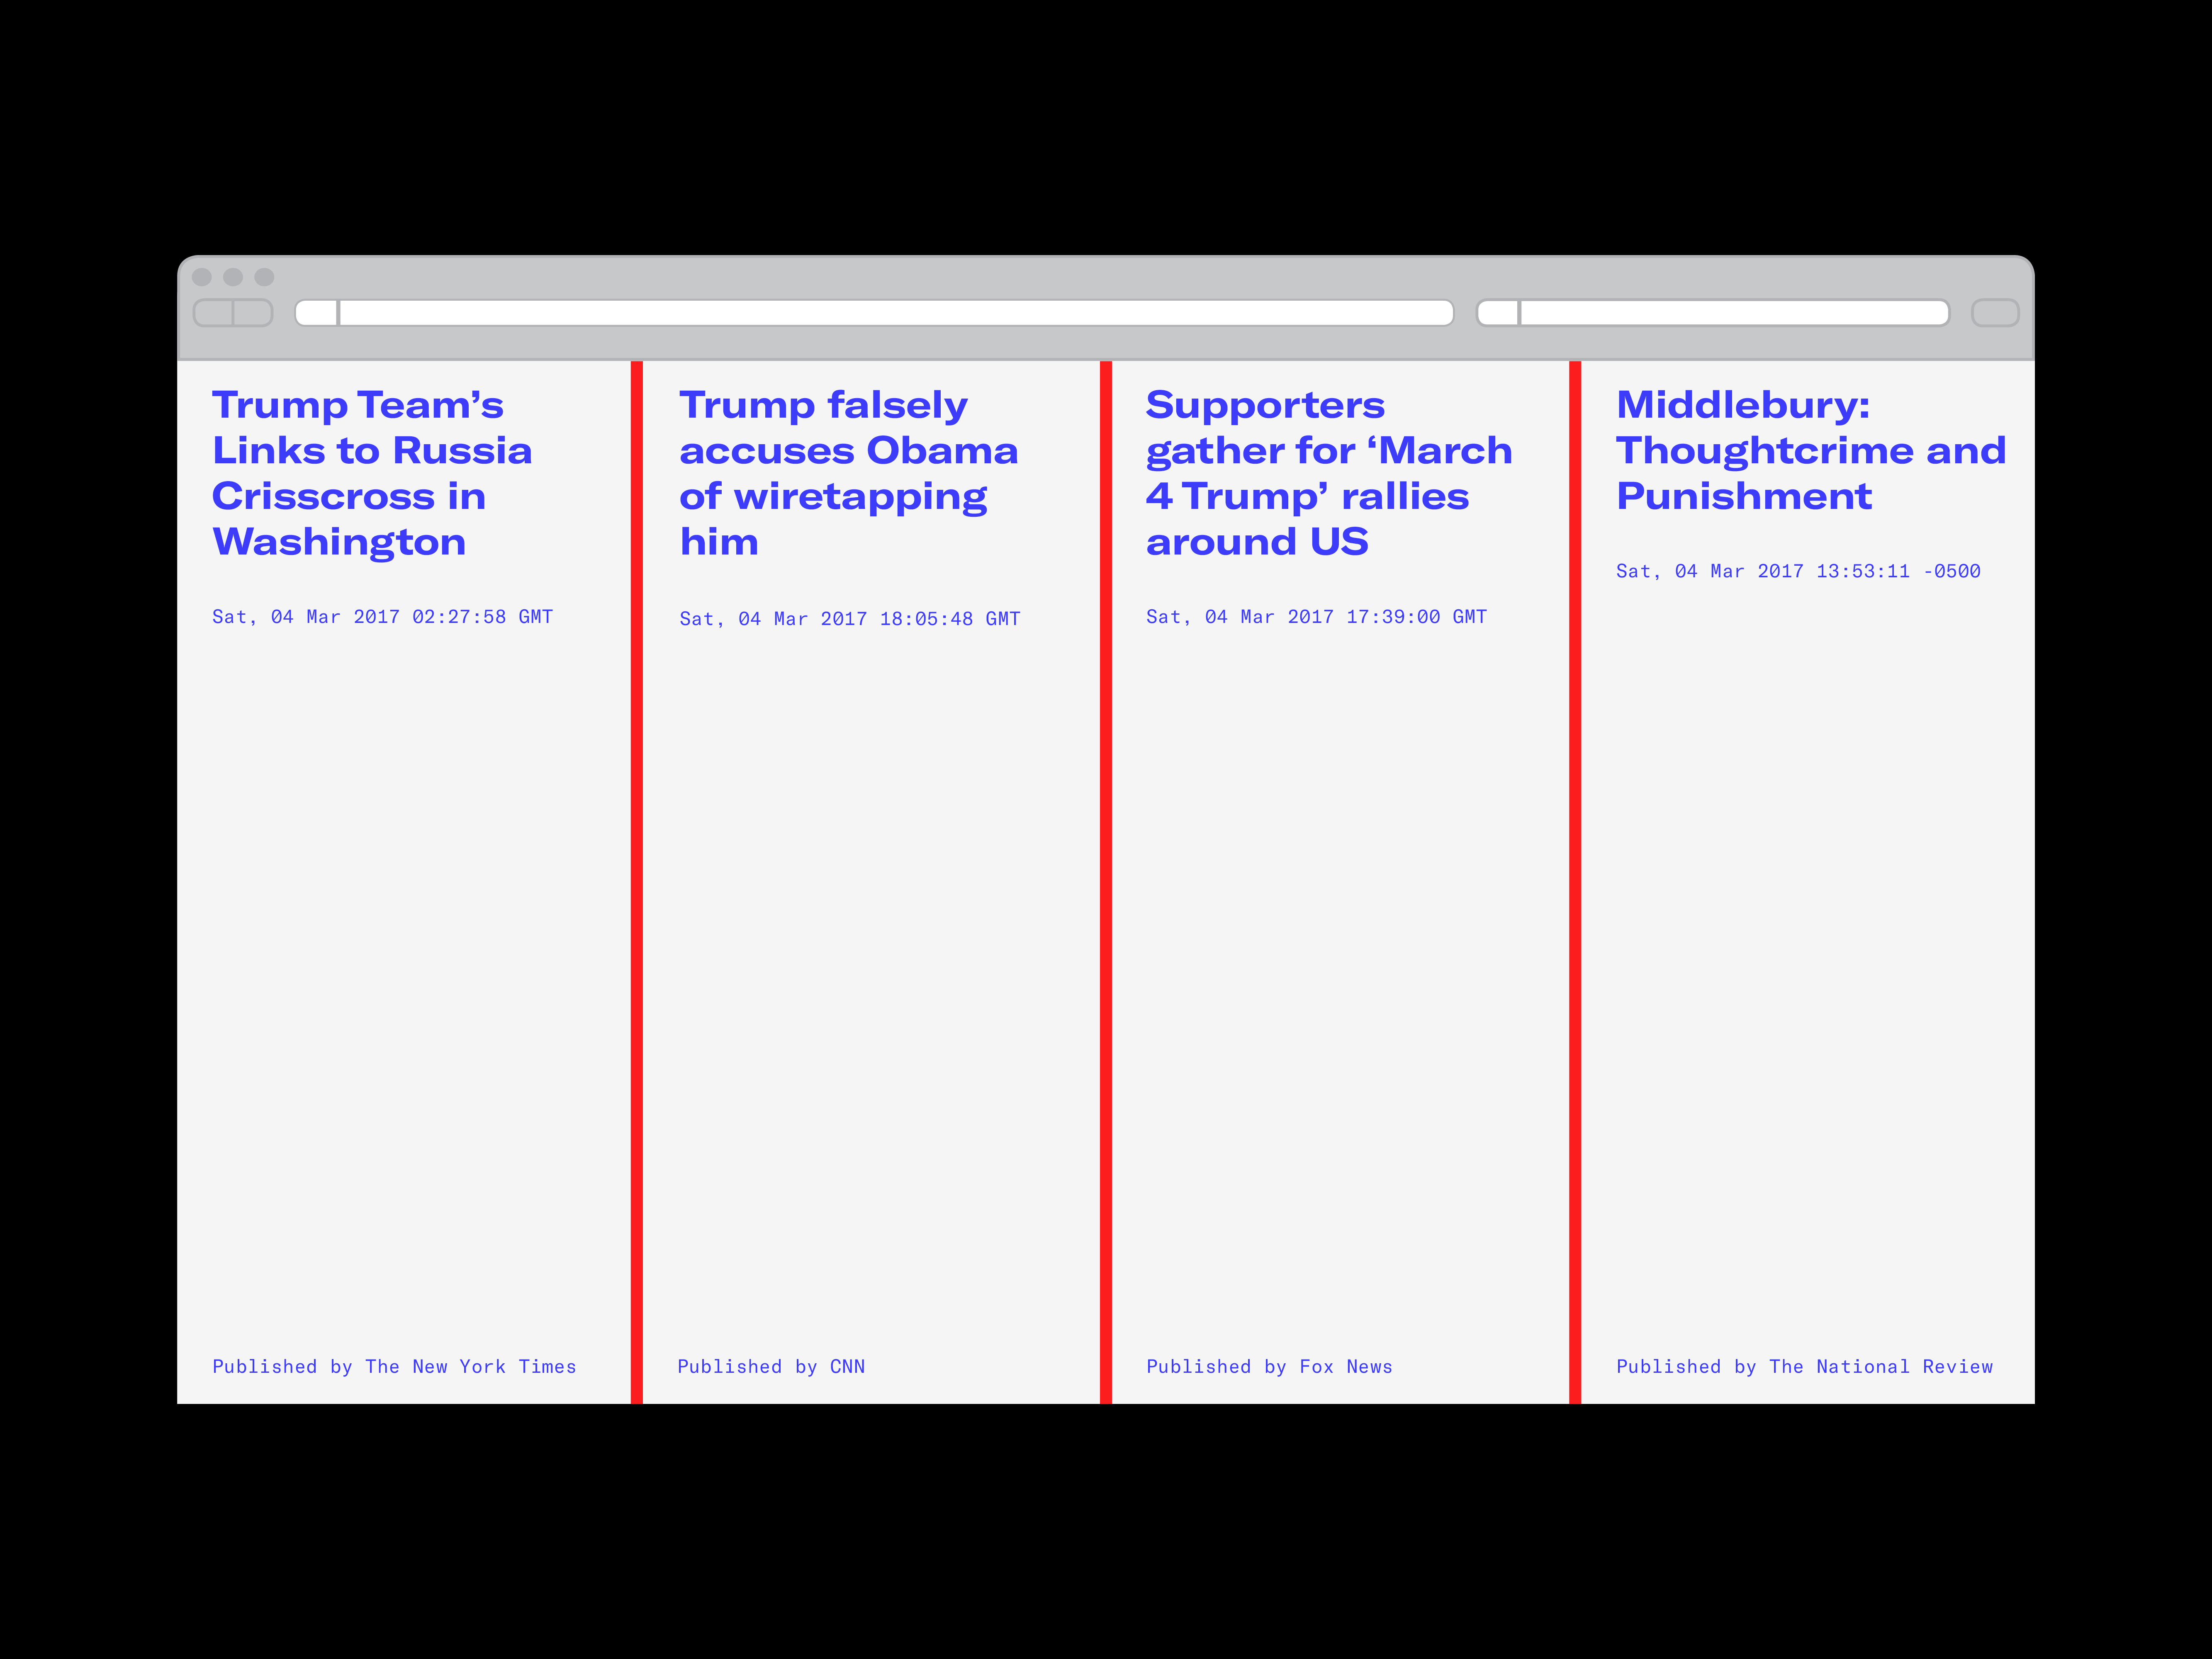 Trump Team’s
Links to Russia
Crisscross in
Washington
Sat, 04 Mar 2017 02:27:58 GMT
Published by The New York Times
Trump falsely
accuses Obama
of wiretapping
him
Sat, 04 Mar 2017 18:05:48 GMT
Published by CNN
Supporters
gather for ‘March
4 Trump’ rallies
around US
Sat, 04 Mar 2017 17:39:00 GMT
Published by Fox News
Middlebury:
Thoughtcrime and
Punishment
Sat, 04 Mar 2017 13:53:11 -0500
Published by The National Review